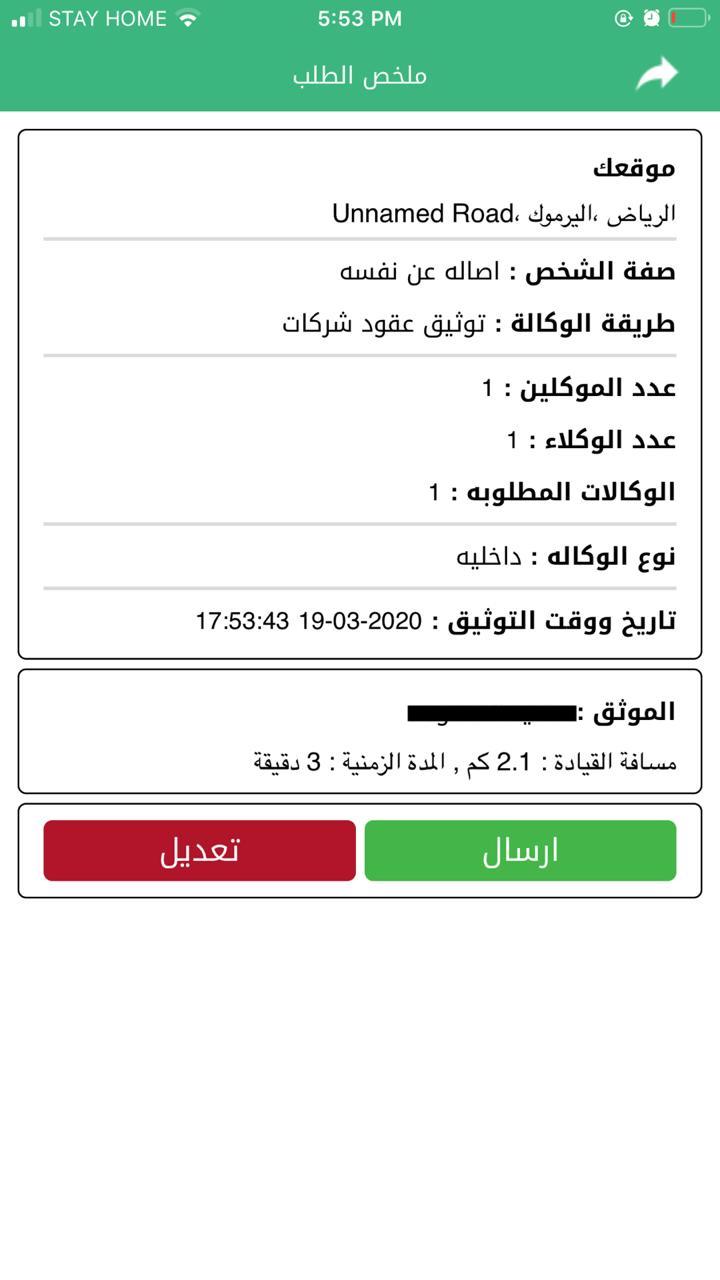 STAY HOME 5:53 PM
ملخص الطلب
موقعك
الرياض ،اليرموك ،Unnamed Road
صفة الشخص : اصاله عن نفسه
طريقة الوكالة : توثيق عقود شركات
عدد الموكلين : 1
عدد الوكلاء : 1
الوكالات المطلوبه : 1
نوع الوكاله : داخليه
تاريخ ووقت التوثيق : 2020-03-19 17:53:43
الموثق :
مسافة القيادة : 2.1 كم , المدة الزمنية : 3 دقيقة
ارسال
تعديل